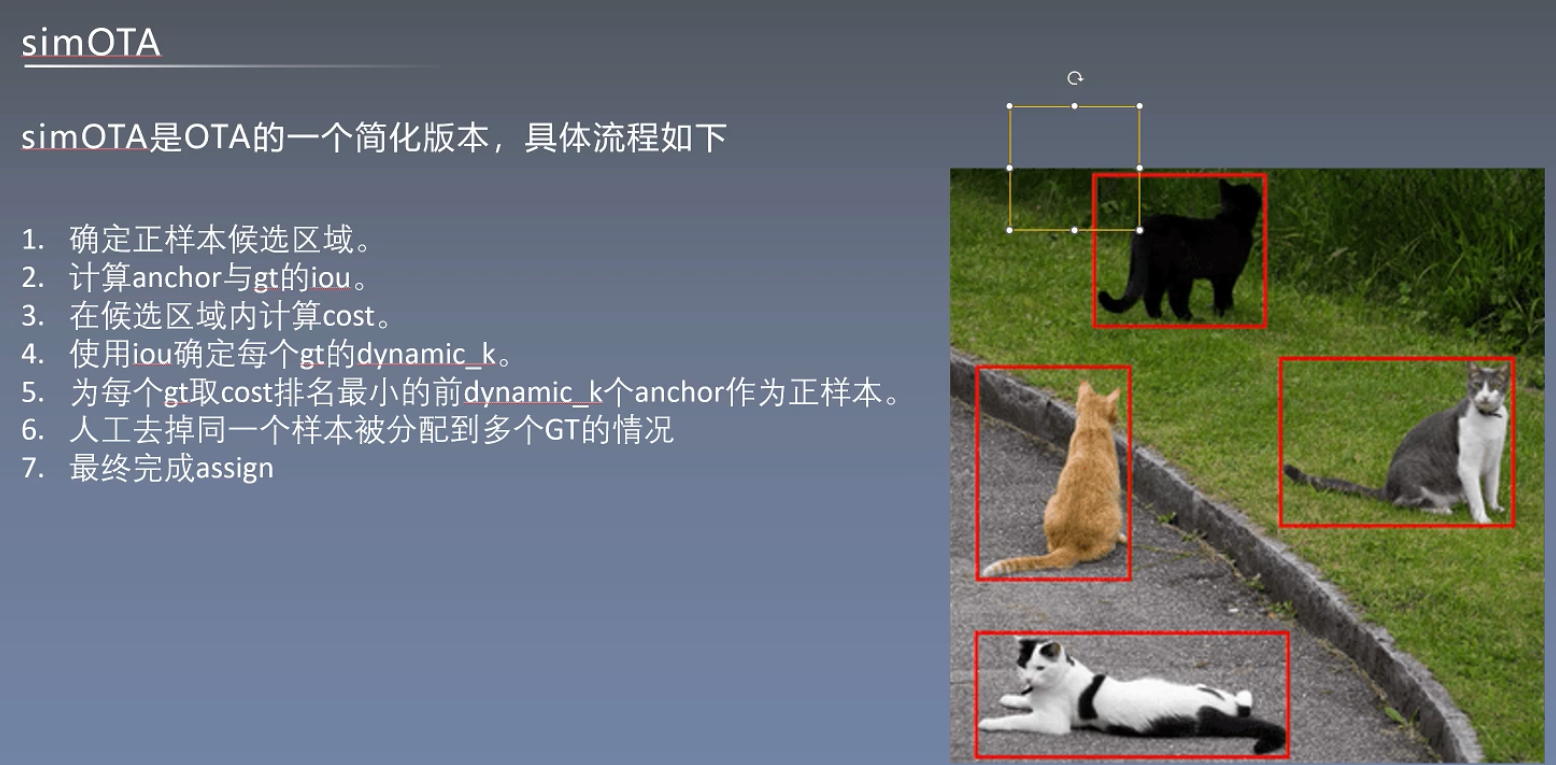 simOTA
simOTA是OTA的一个简化版本，具体流程如下
1. 确定正样本候选区域。
2. 计算anchor与gt的iou。
3. 在候选区域内计算cost。
4. 使用iou确定每个gt的dynamic_k。
5. 为每个gt取cost排名最小的前dynamic_k个anchor作为正样本。
6. 人工去掉同一个样本被分配到多个GT的情况
7. 最终完成assign